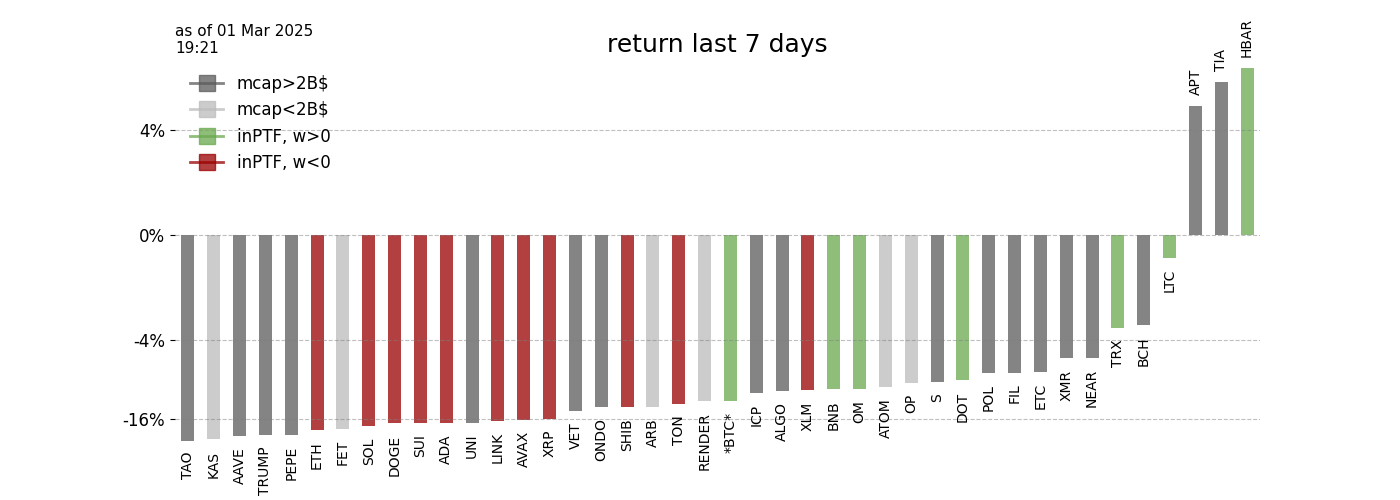 as of 01 Mar 2025
19:21
return last 7 days
mcap>2B$
mcap<2B$
inPTF, w>0
inPTF, w<0
4%
0%
-4%
-16%
TAO
KAS
AAVE
TRUMP
PEPE
ETH
FET
SOL
DOGE
SUI
ADA
UNI
LINK
AVAX
XRP
VET
ONDO
SHIB
ARB
TON
RENDER
*BTC*
ICP
ALGO
XLM
BNB
OM
ATOM
OP
S
DOT
POL
FIL
ETC
XMR
NEAR
TRX
BCH
LTC
APT
TIA
HBAR